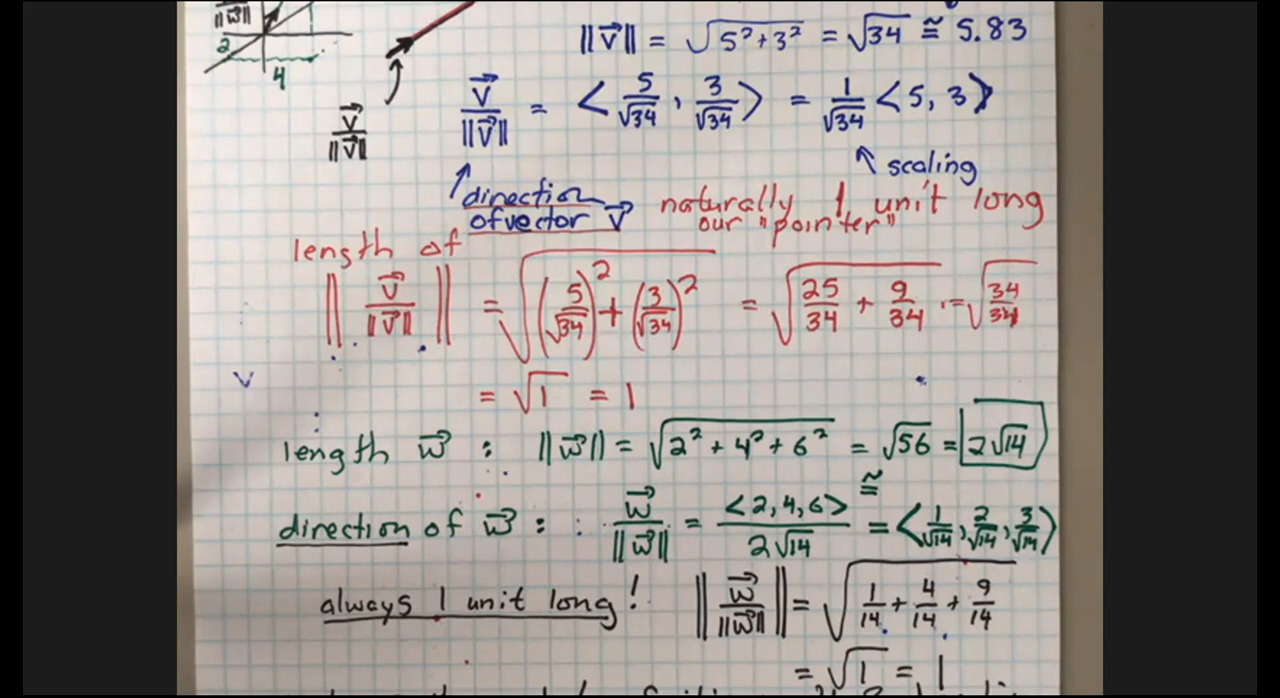 ||w||
2
4
||v⃗|| = √(5²+3²) = √34 ≅ 5.83
v⃗/||v⃗||
v⃗/||v⃗|| = < 5/√34, 3/√34 > = 1/√34 <5, 3>
scaling
direction of vector v⃗
naturally 1 unit long
our "pointer"
length of
|| v⃗/||v⃗|| || = √((5/√34)² + (3/√34)²) = √(25/34 + 9/34) = √(34/34)
= √1 = 1
v
length w⃗ : ||w⃗|| = √(2² + 4² + 6²) = √56 = 2√14
≅
direction of w⃗ : w⃗/||w⃗|| = <2,4,6>/2√14 = <1/√14, 2/√14, 3/√14>
always 1 unit long! || w⃗/||w⃗|| || = √(1/14 + 4/14 + 9/14)
= √1 = 1